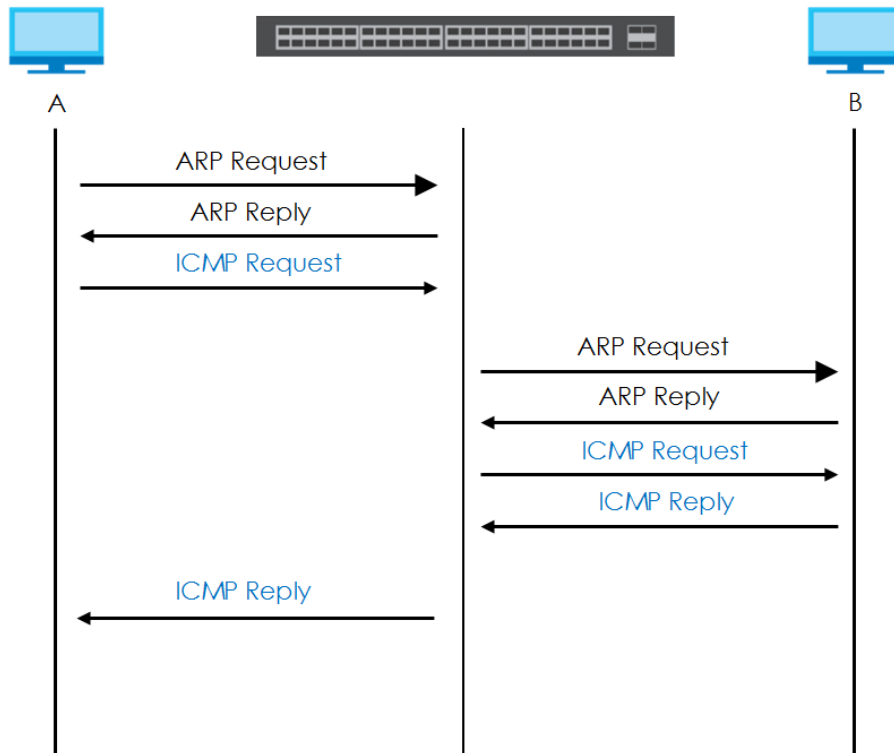 A
B
ARP Request
ARP Reply
ICMP Request
ARP Request
ARP Reply
ICMP Request
ICMP Reply
ICMP Reply